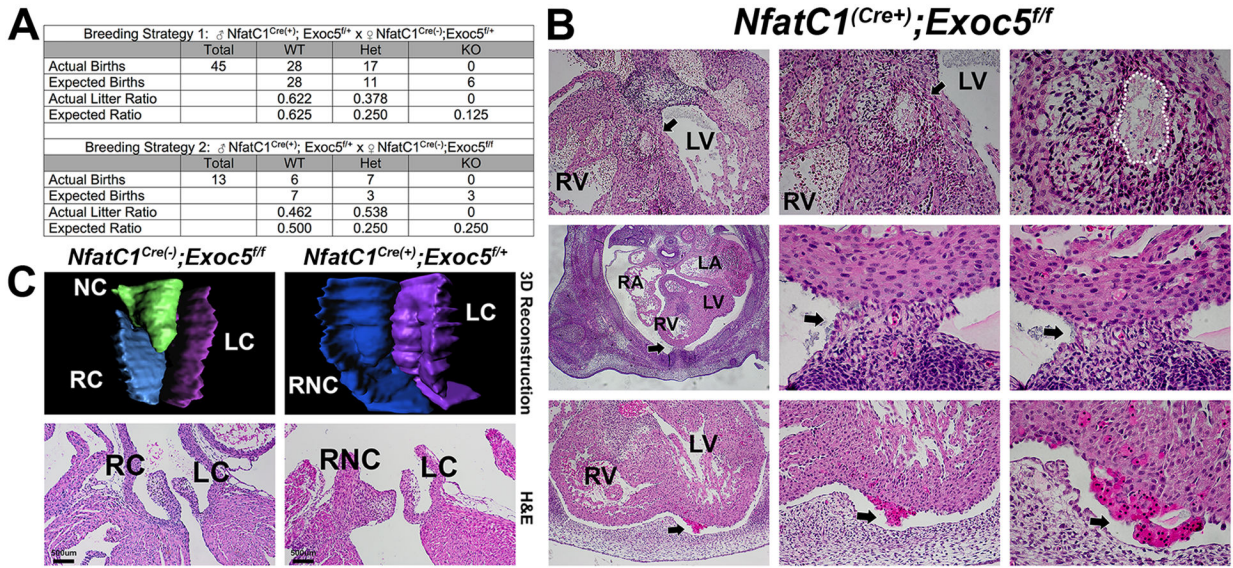 A
Breeding Strategy 1: ♂ NfatC1Cre(+); Exoc5f/+ x ♀ NfatC1Cre(-);Exoc5f/+
Total WT Het KO
Actual Births 45 28 17 0
Expected Births 28 11 6
Actual Litter Ratio 0.622 0.378 0
Expected Ratio 0.625 0.250 0.125
Breeding Strategy 2: ♂ NfatC1Cre(+); Exoc5f/+ x ♀ NfatC1Cre(-);Exoc5f/f
Total WT Het KO
Actual Births 13 6 7 0
Expected Births 7 3 3
Actual Litter Ratio 0.462 0.538 0
Expected Ratio 0.500 0.250 0.250
B
NfatC1(Cre+);Exoc5f/f
LV
RV
LV
RV
RA
LA
LV
RV
RV
LV
C
NfatC1Cre(-);Exoc5f/f
NfatC1Cre(+);Exoc5f/+
NC
RC
LC
RNC
LC
3D Reconstruction
RC
LC
500um
RNC
LC
500um
H&E